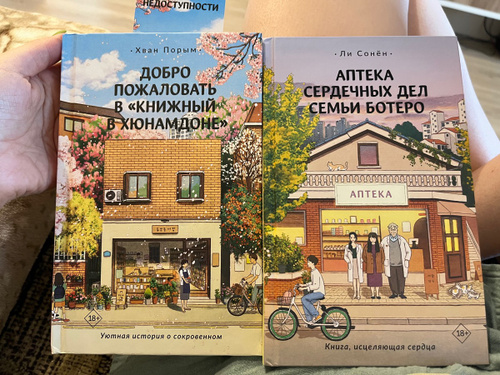 НЕДОСТУПНОСТИ
· Хван Порым ·
ДОБРО
ПОЖАЛОВАТЬ
В «КНИЖНЫЙ
В ХЮНАМДОНЕ»
18+
Уютная история о сокровенном
· Ли Сонён ·
АПТЕКА
СЕРДЕЧНЫХ ДЕЛ
СЕМЬИ БОТЕРО
АПТЕКА
18+
Книга, исцеляющая сердца